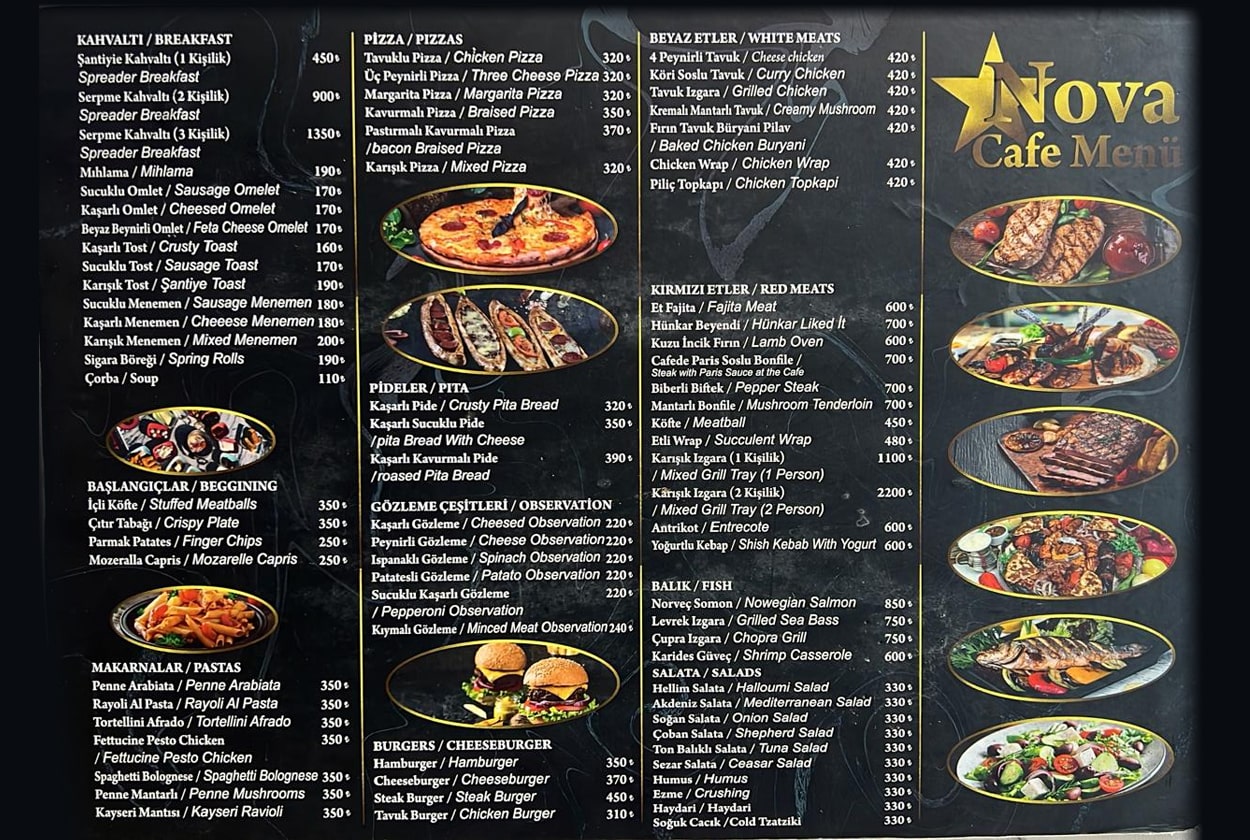 KAHVALTI / BREAKFAST
Şantiyie Kahvaltı (1 Kişilik) 450₺
Spreader Breakfast
Serpme Kahvaltı (2 Kişilik) 900₺
Spreader Breakfast
Serpme Kahvaltı (3 Kişilik) 1350₺
Spreader Breakfast
Mıhlama / Mihlama 190₺
Sucuklu Omlet / Sausage Omelet 170₺
Kaşarlı Omlet / Cheesed Omelet 170₺
Beyaz Beynirli Omlet / Feta Cheese Omelet 170₺
Kaşarlı Tost / Crusty Toast 160₺
Sucuklu Tost / Sausage Toast 170₺
Karışık Tost / Şantiye Toast 190₺
Sucuklu Menemen / Sausage Menemen 180₺
Kaşarlı Menemen / Cheeese Menemen 180₺
Karışık Menemen / Mixed Menemen 200₺
Sigara Böreği / Spring Rolls 190₺
Çorba / Soup 110₺
BAŞLANGIÇLAR / BEGGINING
İçli Köfte / Stuffed Meatballs 350₺
Çıtır Tabağı / Crispy Plate 350₺
Parmak Patates / Finger Chips 250₺
Mozeralla Capris / Mozarelle Capris 250₺
MAKARNALAR / PASTAS
Penne Arabiata / Penne Arabiata 350₺
Rayoli Al Pasta / Rayoli Al Pasta 350₺
Tortellini Afrado / Tortellini Afrado 350₺
Fettucine Pesto Chicken 350₺
/ Fettucine Pesto Chicken
Spaghetti Bolognese / Spaghetti Bolognese 350₺
Penne Mantarlı / Penne Mushrooms 350₺
Kayseri Mantısı / Kayseri Ravioli 350₺
PİZZA / PIZZAS
Tavuklu Pizza / Chicken Pizza 320₺
Üç Peynirli Pizza / Three Cheese Pizza 320₺
Margarita Pizza / Margarita Pizza 320₺
Kavurmalı Pizza / Braised Pizza 350₺
Pastırmalı Kavurmalı Pizza 370₺
/bacon Braised Pizza
Karışik Pizza / Mixed Pizza 320₺
PİDELER / PITA
Kaşarlı Pide / Crusty Pita Bread 320₺
Kaşarlı Sucuklu Pide 350₺
/pita Bread With Cheese
Kaşarlı Kavurmalı Pide 390₺
/roased Pita Bread
GÖZLEME ÇEŞİTLERİ / OBSERVATİON
Kaşarlı Gözleme / Cheesed Observation 220₺
Peynirli Gözleme / Cheese Observation 220₺
Ispanaklı Gözleme / Spinach Observation 220₺
Patatesli Gözleme / Patato Observation 220₺
Sucuklu Kaşarlı Gözleme 220₺
/ Pepperoni Observation
Kıymalı Gözleme / Minced Meat Observation 240₺
BURGERS / CHEESEBURGER
Hamburger / Hamburger 350₺
Cheeseburger / Cheeseburger 370₺
Steak Burger / Steak Burger 450₺
Tavuk Burger / Chicken Burger 310₺
BEYAZ ETLER / WHITE MEATS
4 Peynirli Tavuk / Cheese chicken 420₺
Köri Soslu Tavuk / Curry Chicken 420₺
Tavuk Izgara / Grilled Chicken 420₺
Kremalı Mantarlı Tavuk / Creamy Mushroom 420₺
Fırın Tavuk Büryani Pilav 420₺
/ Baked Chicken Buryani
Chicken Wrap / Chicken Wrap 420₺
Piliç Topkapı / Chicken Topkapi 420₺
KIRMIZI ETLER / RED MEATS
Et Fajita / Fajita Meat 600₺
Hünkar Beyendi / Hünkar Liked İt 700₺
Kuzu İncik Fırın / Lamb Oven 600₺
Cafede Paris Soslu Bonfile / 700₺
Steak with Paris Sauce at the Cafe
Biberli Biftek / Pepper Steak 700₺
Mantarlı Bonfile / Mushroom Tenderloin 700₺
Köfte / Meatball 450₺
Etli Wrap / Succulent Wrap 480₺
Karişik Izgara (1 Kişilik) 1100₺
/ Mixed Grill Tray (1 Person)
Karişik Izgara (2 Kişilik) 2200₺
/ Mixed Grill Tray (2 Person)
Antrikot / Entrecote 600₺
Yoğurtlu Kebap / Shish Kebab With Yogurt 600₺
BALIK / FISH
Norveç Somon / Nowegian Salmon 850₺
Levrek Izgara / Grilled Sea Bass 750₺
Çupra Izgara / Chopra Grill 750₺
Karides Güveç / Shrimp Casserole 600₺
SALATA / SALADS
Hellim Salata / Halloumi Salad 330₺
Akdeniz Salata / Mediterranean Salad 330₺
Soğan Salata / Onion Salad 330₺
Çoban Salata / Shepherd Salad 330₺
Ton Balıklı Salata / Tuna Salad 330₺
Sezar Salata / Ceasar Salad 330₺
Humus / Humus 330₺
Ezme / Crushing 330₺
Haydari / Haydari 330₺
Soğuk Cacık /Cold Tzatziki 330₺
Nova
Cafe Menü